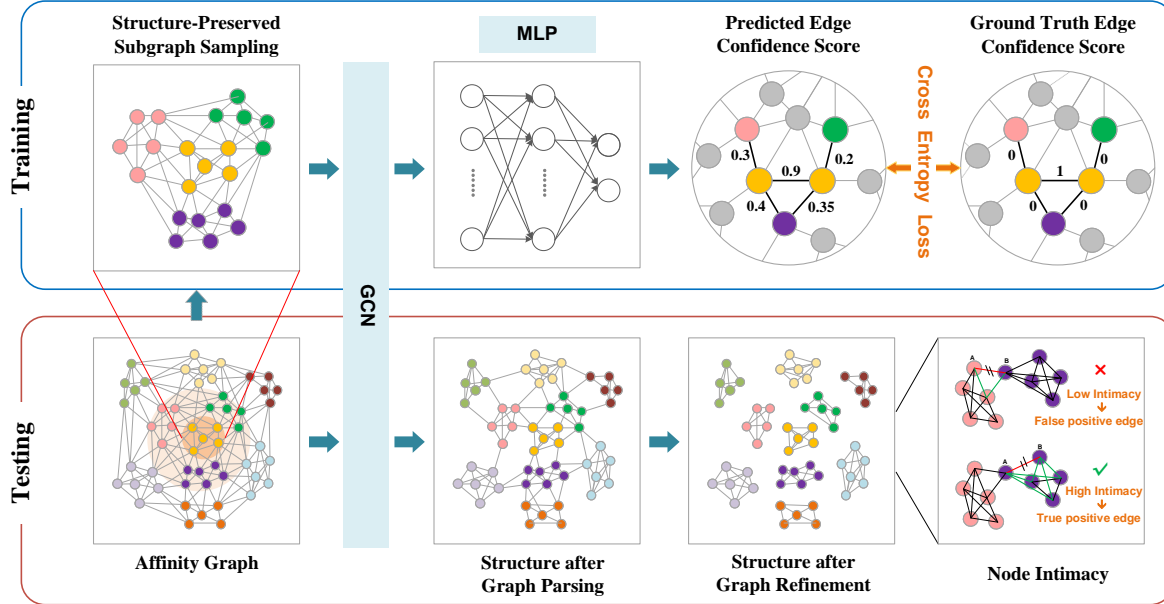 Training
Structure-Preserved
Subgraph Sampling
MLP
Predicted Edge
Confidence Score
Ground Truth Edge
Confidence Score
0.3
0.2
0.9
0.4
0.35
Cross Entropy Loss
0
0
1
0
0
GCN
Testing
Affinity Graph
Structure after
Graph Parsing
Structure after
Graph Refinement
A
B
Low Intimacy
False positive edge
A
B
High Intimacy
True positive edge
Node Intimacy